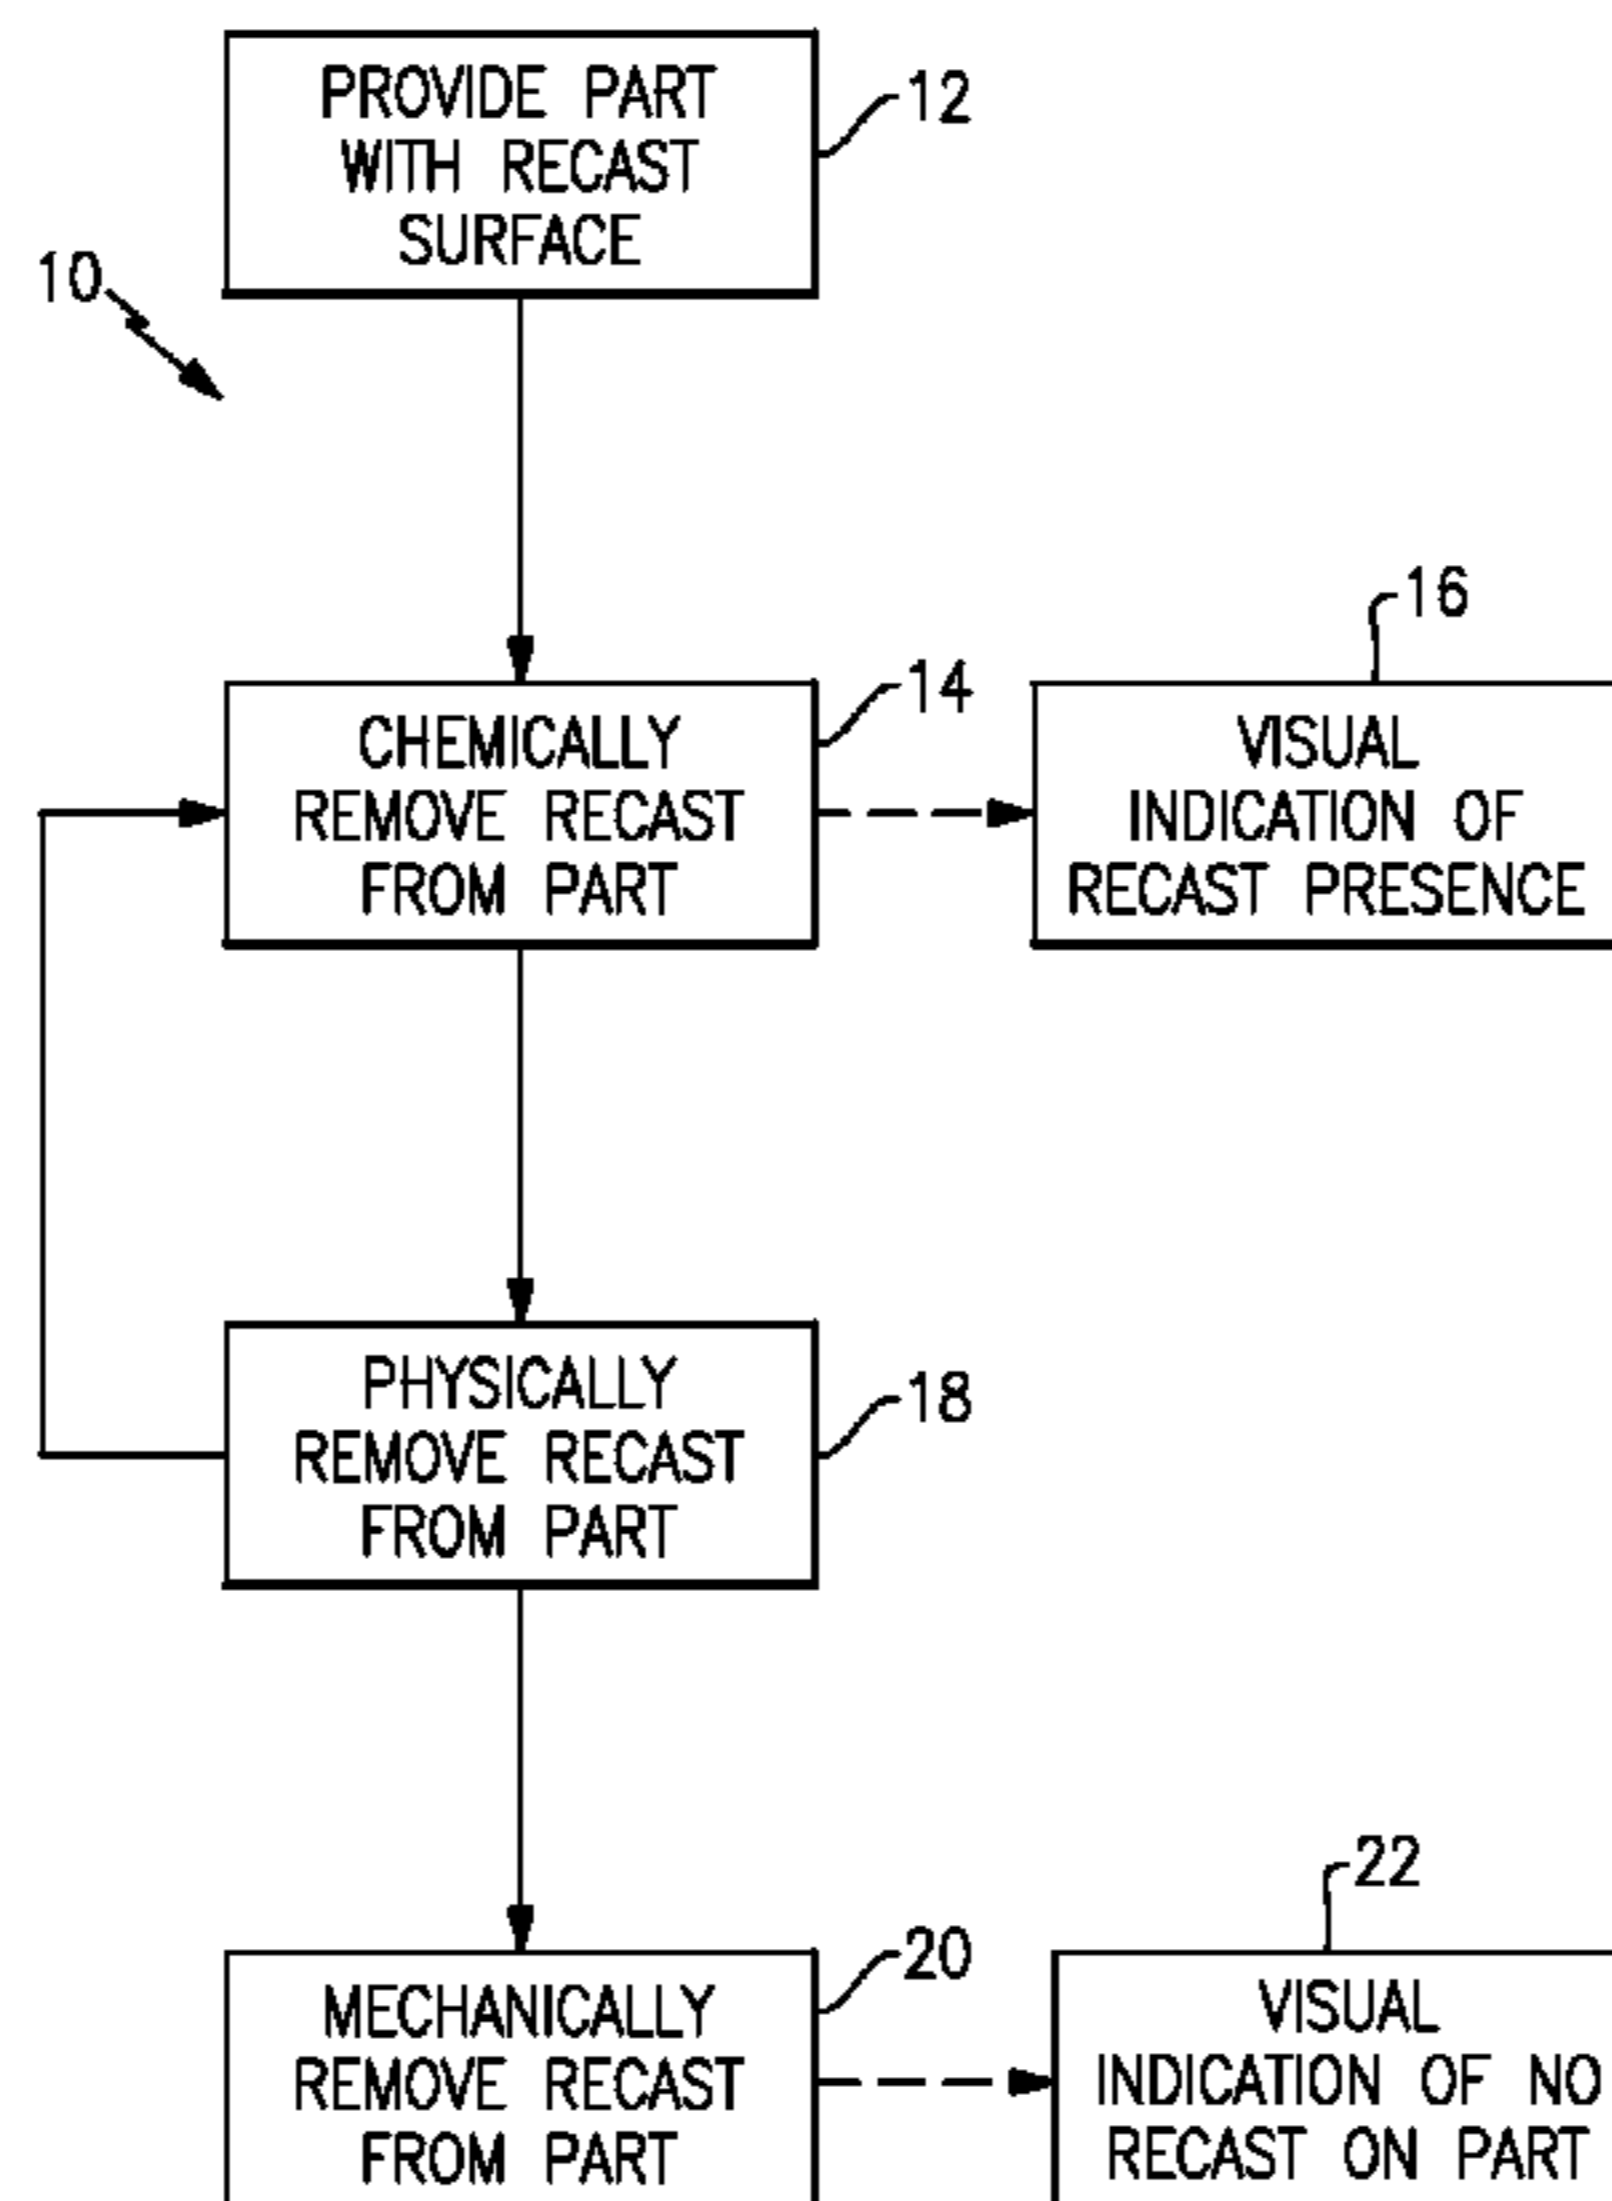 PROVIDE PART
WITH RECAST
SURFACE
12
10
16
14
CHEMICALLY
REMOVE RECAST
FROM PART
VISUAL
INDICATION OF
RECAST PRESENCE
18
PHYSICALLY
REMOVE RECAST
FROM PART
22
20
MECHANICALLY
REMOVE RECAST
FROM PART
VISUAL
INDICATION OF NO
RECAST ON PART